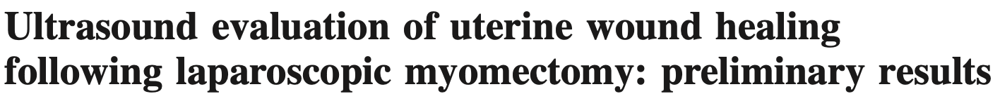 Ultrasound evaluation of uterine wound healing
following laparoscopic myomectomy: preliminary results